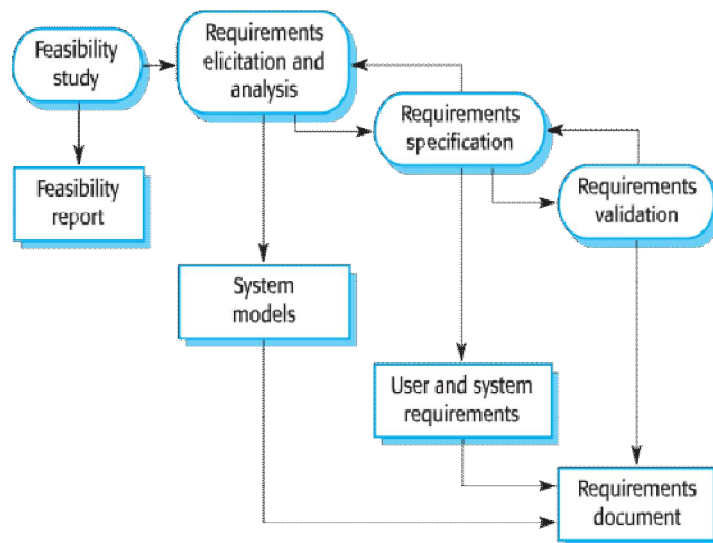 Feasibility
study
Requirements
elicitation and
analysis
Requirements
specification
Requirements
validation
Feasibility
report
System
models
User and system
requirements
Requirements
document